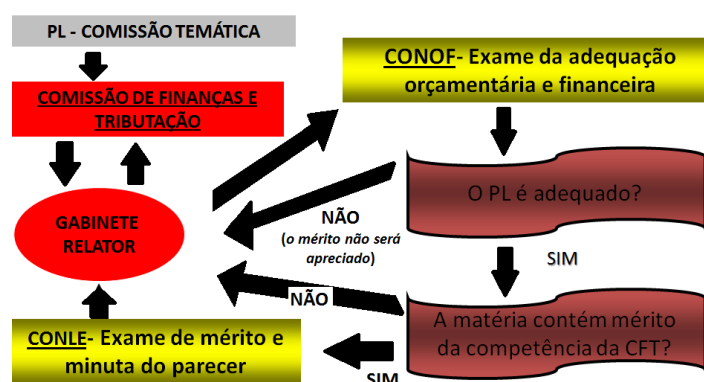 PL - COMISSÃO TEMÁTICA
COMISSÃO DE FINANÇAS E
TRIBUTAÇÃO
GABINETE
RELATOR
CONLE- Exame de mérito e
minuta do parecer
CONOF- Exame da adequação
orçamentária e financeira
O PL é adequado?
NÃO
(o mérito não será
apreciado)
SIM
A matéria contém mérito
da competência da CFT?
NÃO
SIM